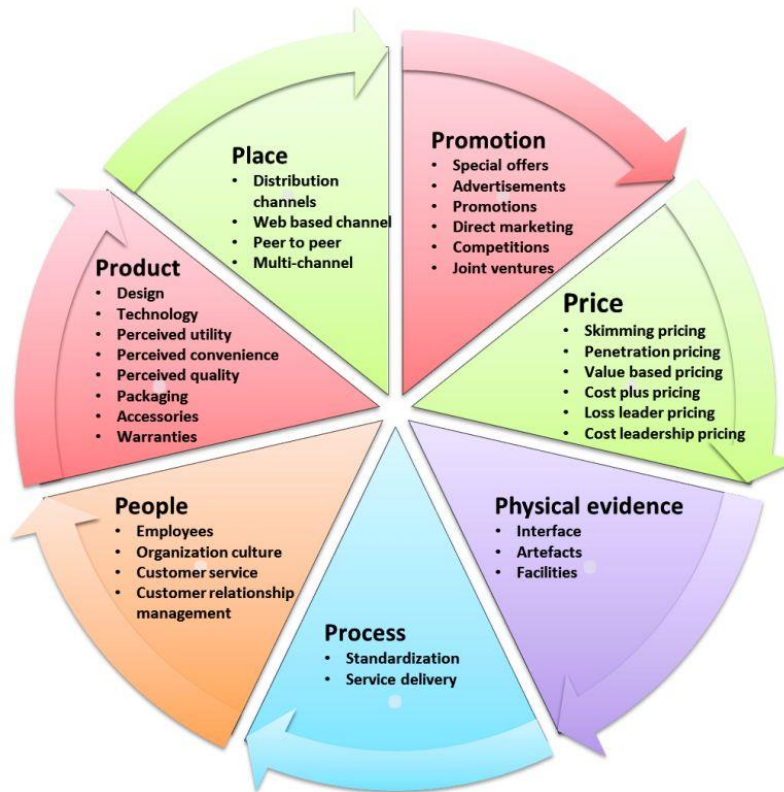 Place
• Distribution
channels
• Web based channel
• Peer to peer
• Multi-channel
Promotion
• Special offers
• Advertisements
• Promotions
• Direct marketing
• Competitions
• Joint ventures
Price
• Skimming pricing
• Penetration pricing
• Value based pricing
• Cost plus pricing
• Loss leader pricing
• Cost leadership pricing
Physical evidence
• Interface
• Artefacts
• Facilities
Process
• Standardization
• Service delivery
People
• Employees
• Organization culture
• Customer service
• Customer relationship
management
Product
• Design
• Technology
• Perceived utility
• Perceived convenience
• Perceived quality
• Packaging
• Accessories
• Warranties